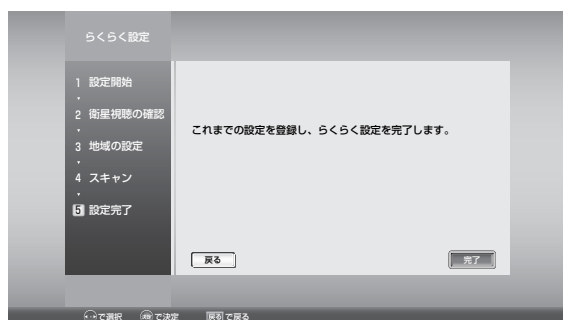 らくらく設定
1 設定開始
2 衛星視聴の確認
3 地域の設定
4 スキャン
5 設定完了
これまでの設定を登録し、らくらく設定を完了します。
戻る 完了
で選択 決定で決定 戻るで戻る